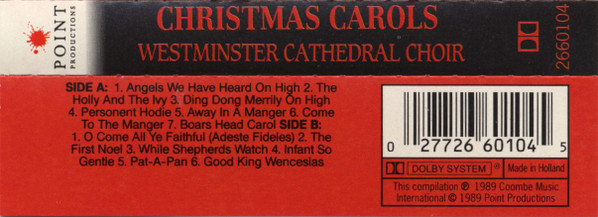 POINT
PRODUCTIONS
CHRISTMAS CAROLS
WESTMINSTER CATHEDRAL CHOIR
2660104
SIDE A: 1. Angels We Have Heard On High 2. The
Holly And The Ivy 3. Ding Dong Merrily On High
4. Personent Hodie 5. Away In A Manger 6. Come
To The Manger 7. Boars Head Carol SIDE B:
1. O Come All Ye Faithful (Adeste Fideles) 2. The
First Noel 3. While Shepherds Watch 4. Infant So
Gentle 5. Pat-A-Pan 6. Good King Wenceslas
0 27726 60104 5
DOLBY SYSTEM ® Made in Holland
This compilation ℗ 1989 Coombe Music
International © 1989 Point Productions